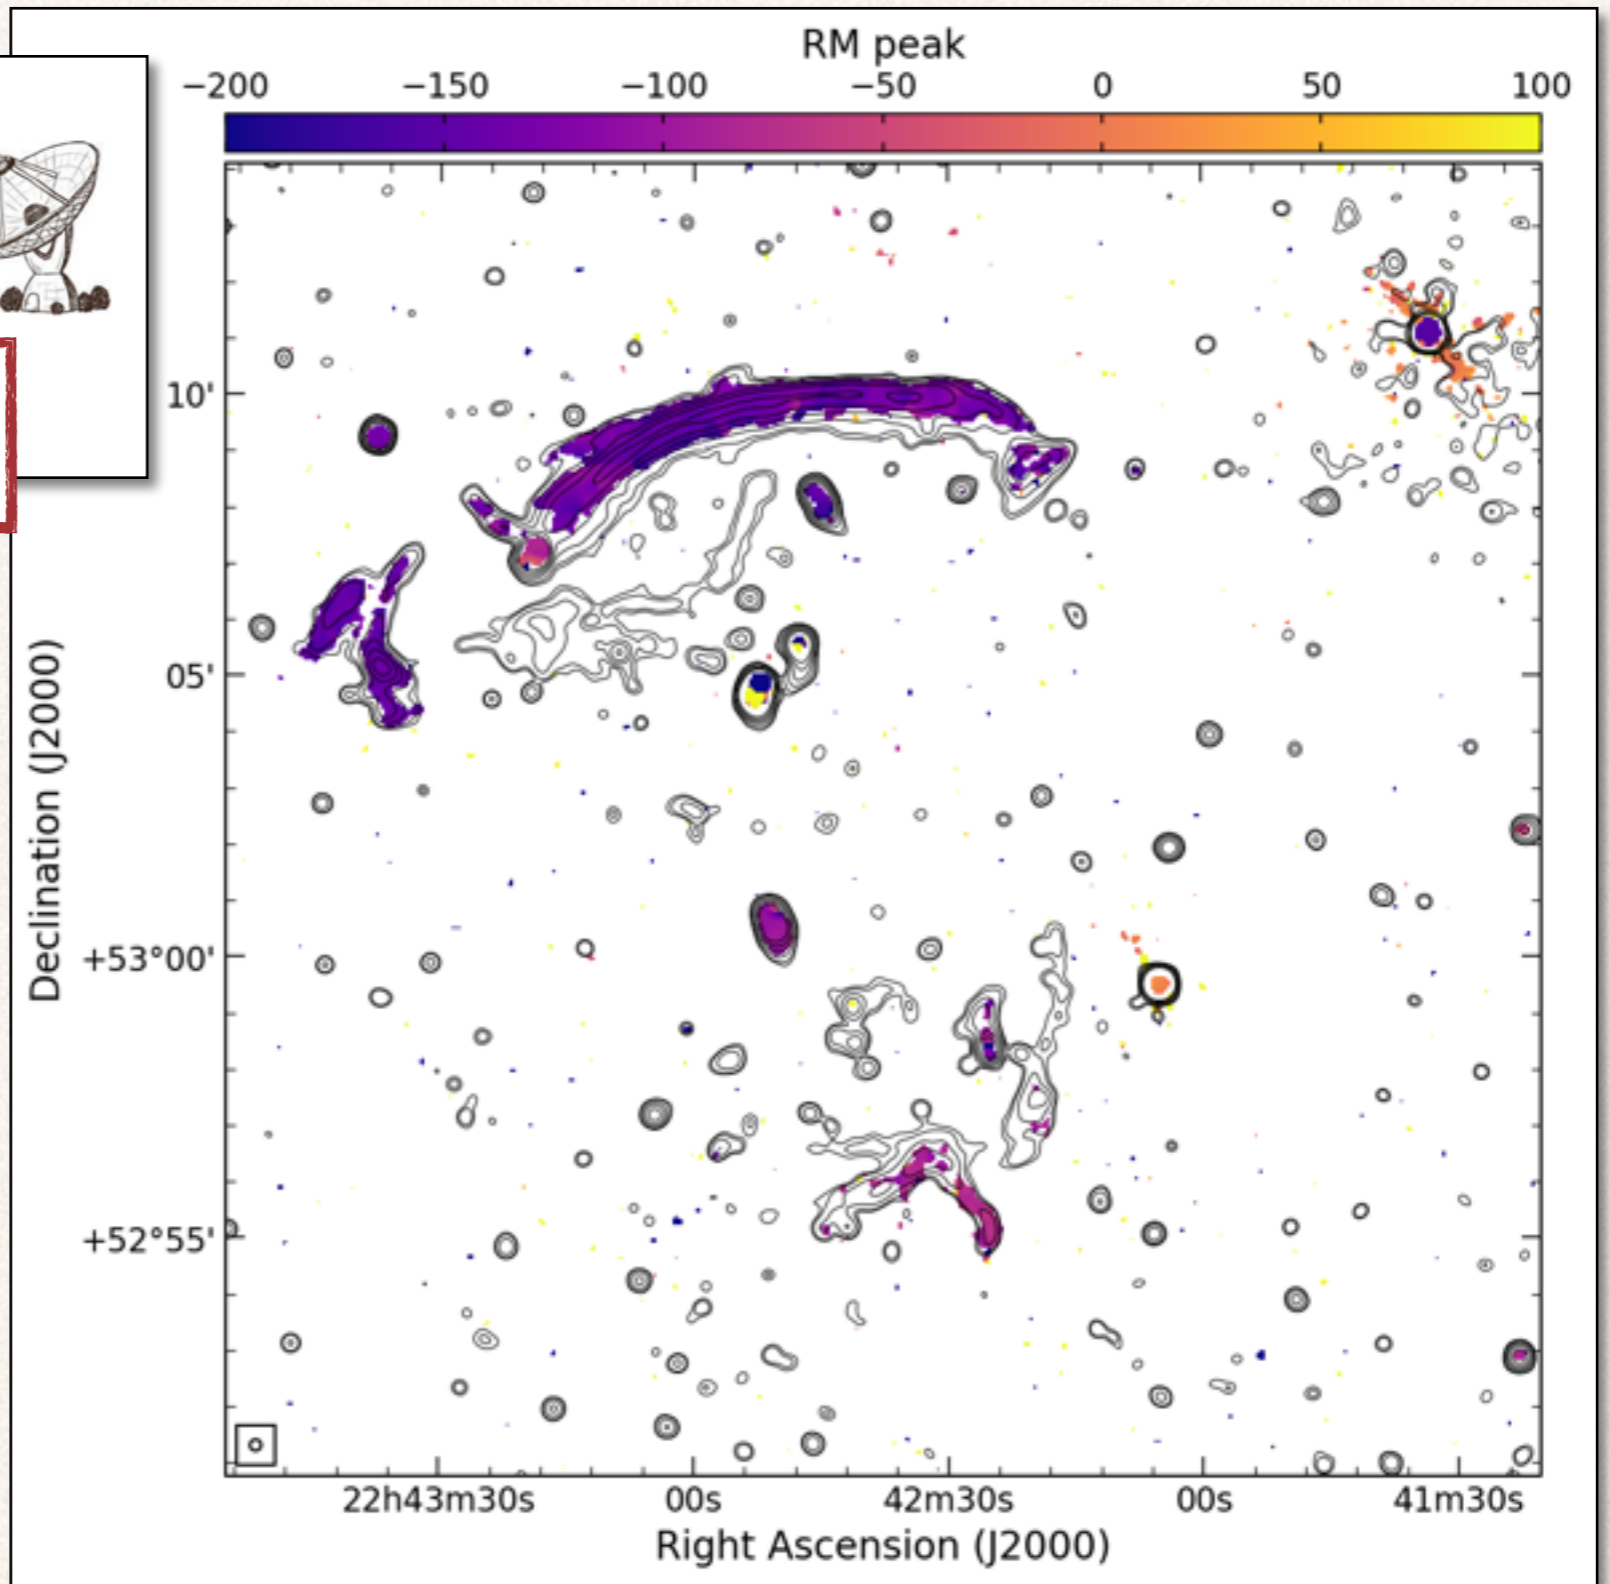 RM peak
−200 −150 −100 −50 0 50 100
10'
05'
+53°00'
+52°55'
Declination (J2000)
22h43m30s 00s 42m30s 00s 41m30s
Right Ascension (J2000)